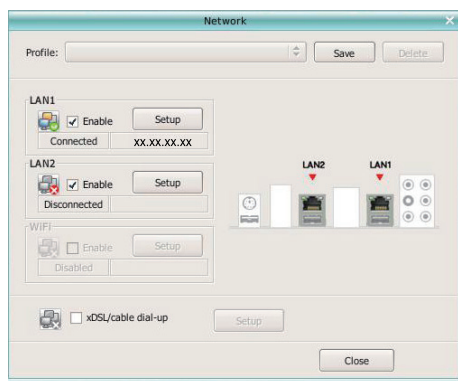 Network
Profile:
Save
Delete
LAN1
Enable
Setup
Connected
XX.XX.XX.XX
LAN2
Enable
Setup
Disconnected
WiFi
Enable
Setup
Disabled
LAN2
LAN1
xDSL/cable dial-up
Setup
Close